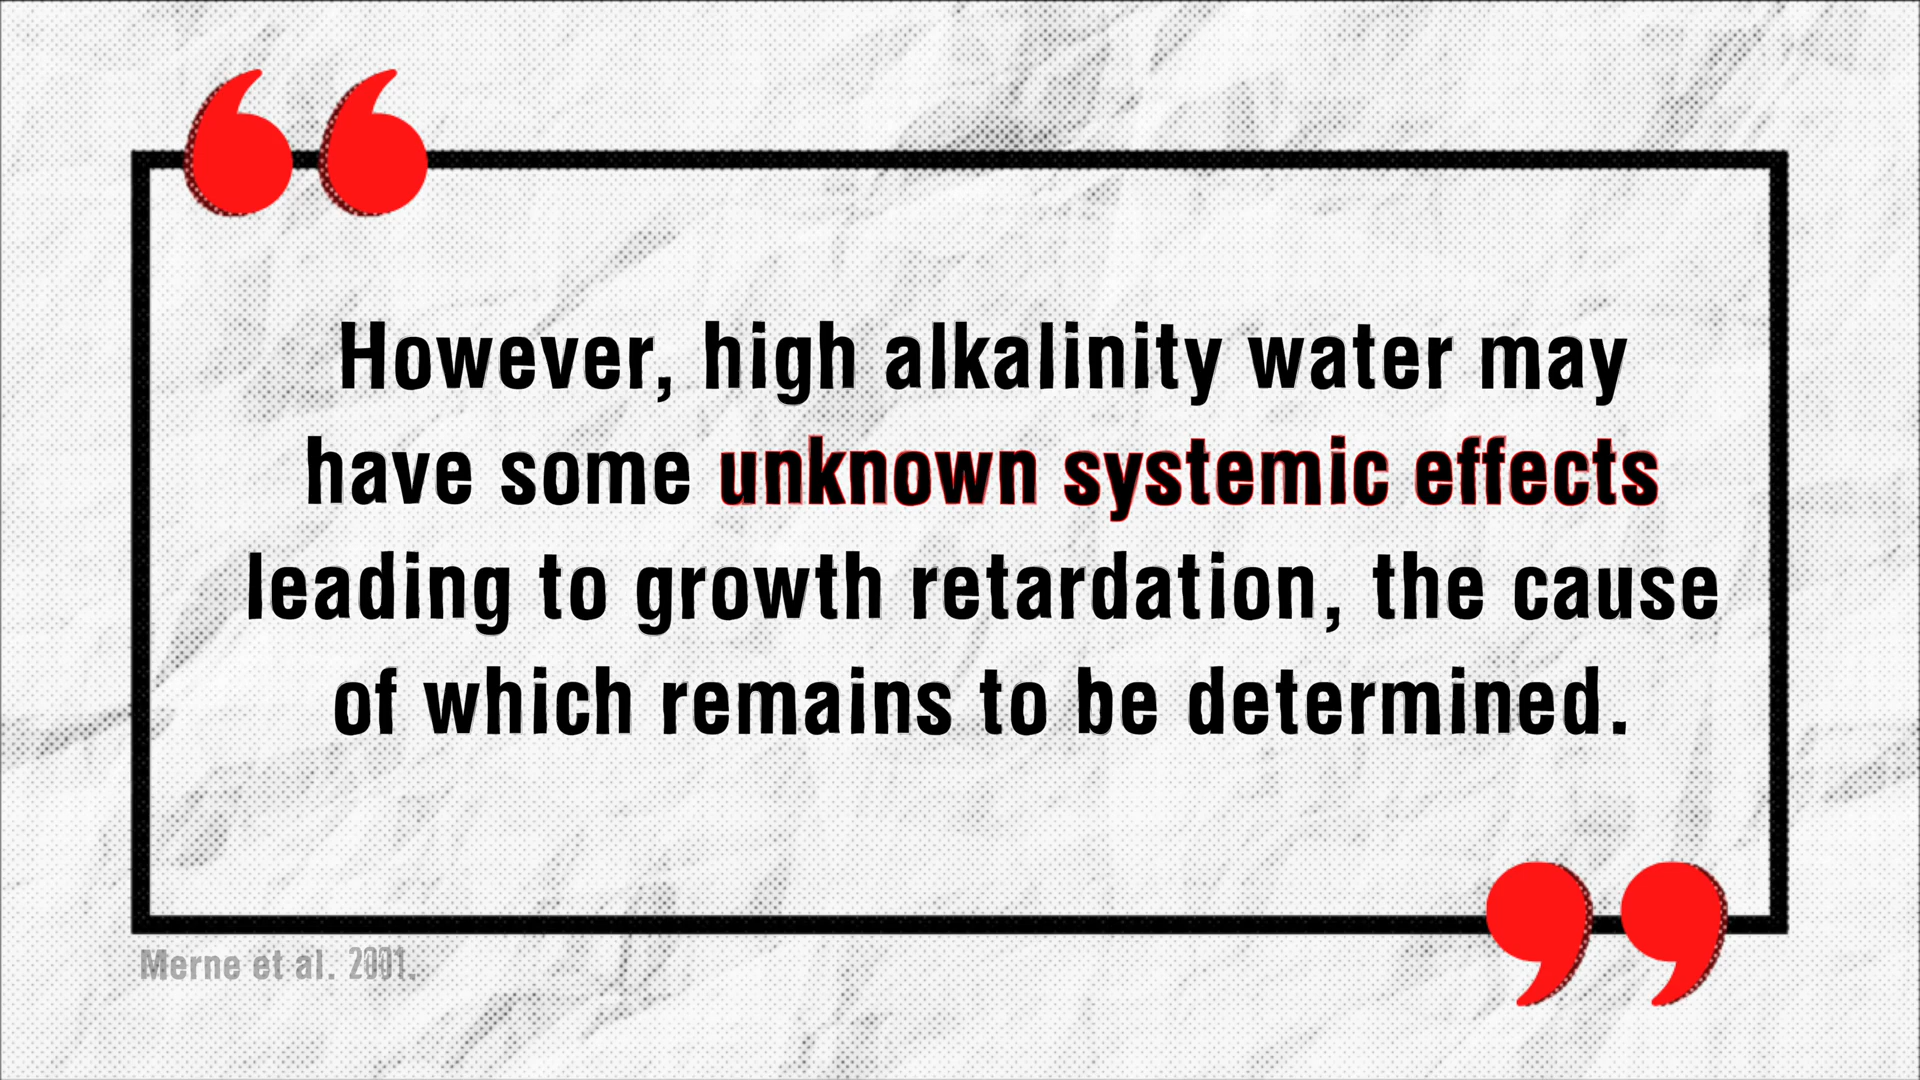 However, high alkalinity water may
have some unknown systemic effects
leading to growth retardation, the cause
of which remains to be determined.
Merne et al. 2001.